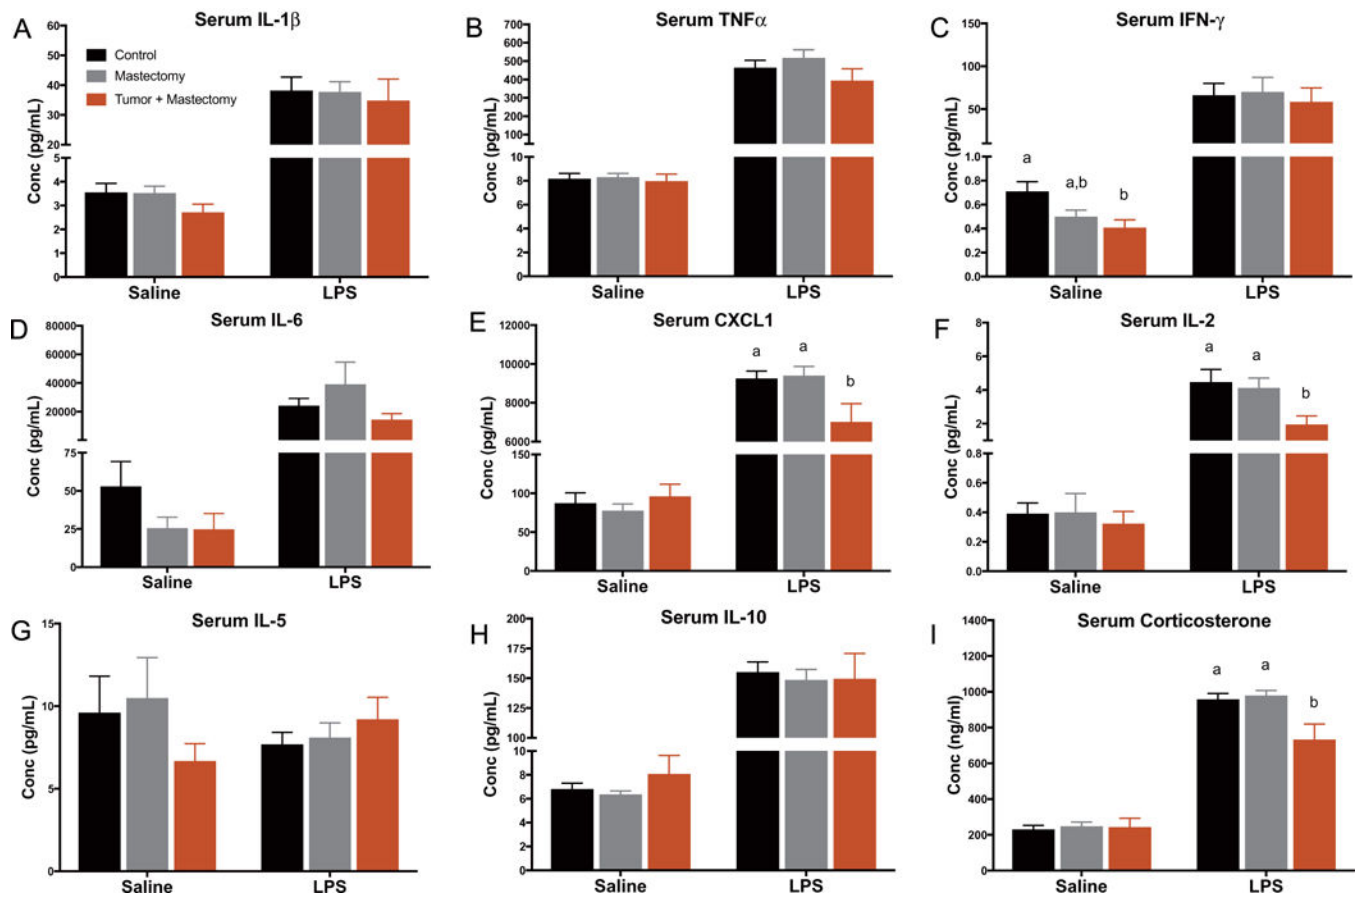 A
Serum IL-1β
Control
Mastectomy
Tumor + Mastectomy
Conc (pg/mL)
60
50
40
30
20
5
4
3
2
1
0
Saline
LPS
B
Serum TNFα
Conc (pg/mL)
700
600
500
400
300
200
100
10
8
6
4
2
0
Saline
LPS
C
Serum IFN-γ
Conc (pg/mL)
150
100
50
1.0
0.8
0.6
0.4
0.2
0.0
a
a,b
b
Saline
LPS
D
Serum IL-6
Conc (pg/mL)
80000
60000
40000
20000
75
50
25
0
Saline
LPS
E
Serum CXCL1
Conc (pg/mL)
12000
10000
8000
6000
150
100
50
0
a
a
b
Saline
LPS
F
Serum IL-2
Conc (pg/mL)
8
6
4
2
0.8
0.6
0.4
0.2
0.0
a
a
b
Saline
LPS
G
Serum IL-5
Conc (pg/mL)
15
10
5
0
Saline
LPS
H
Serum IL-10
Conc (pg/mL)
200
175
150
125
100
10
8
6
4
2
0
Saline
LPS
I
Serum Corticosterone
Conc (ng/ml)
1400
1200
1000
800
600
400
200
0
a
a
b
Saline
LPS